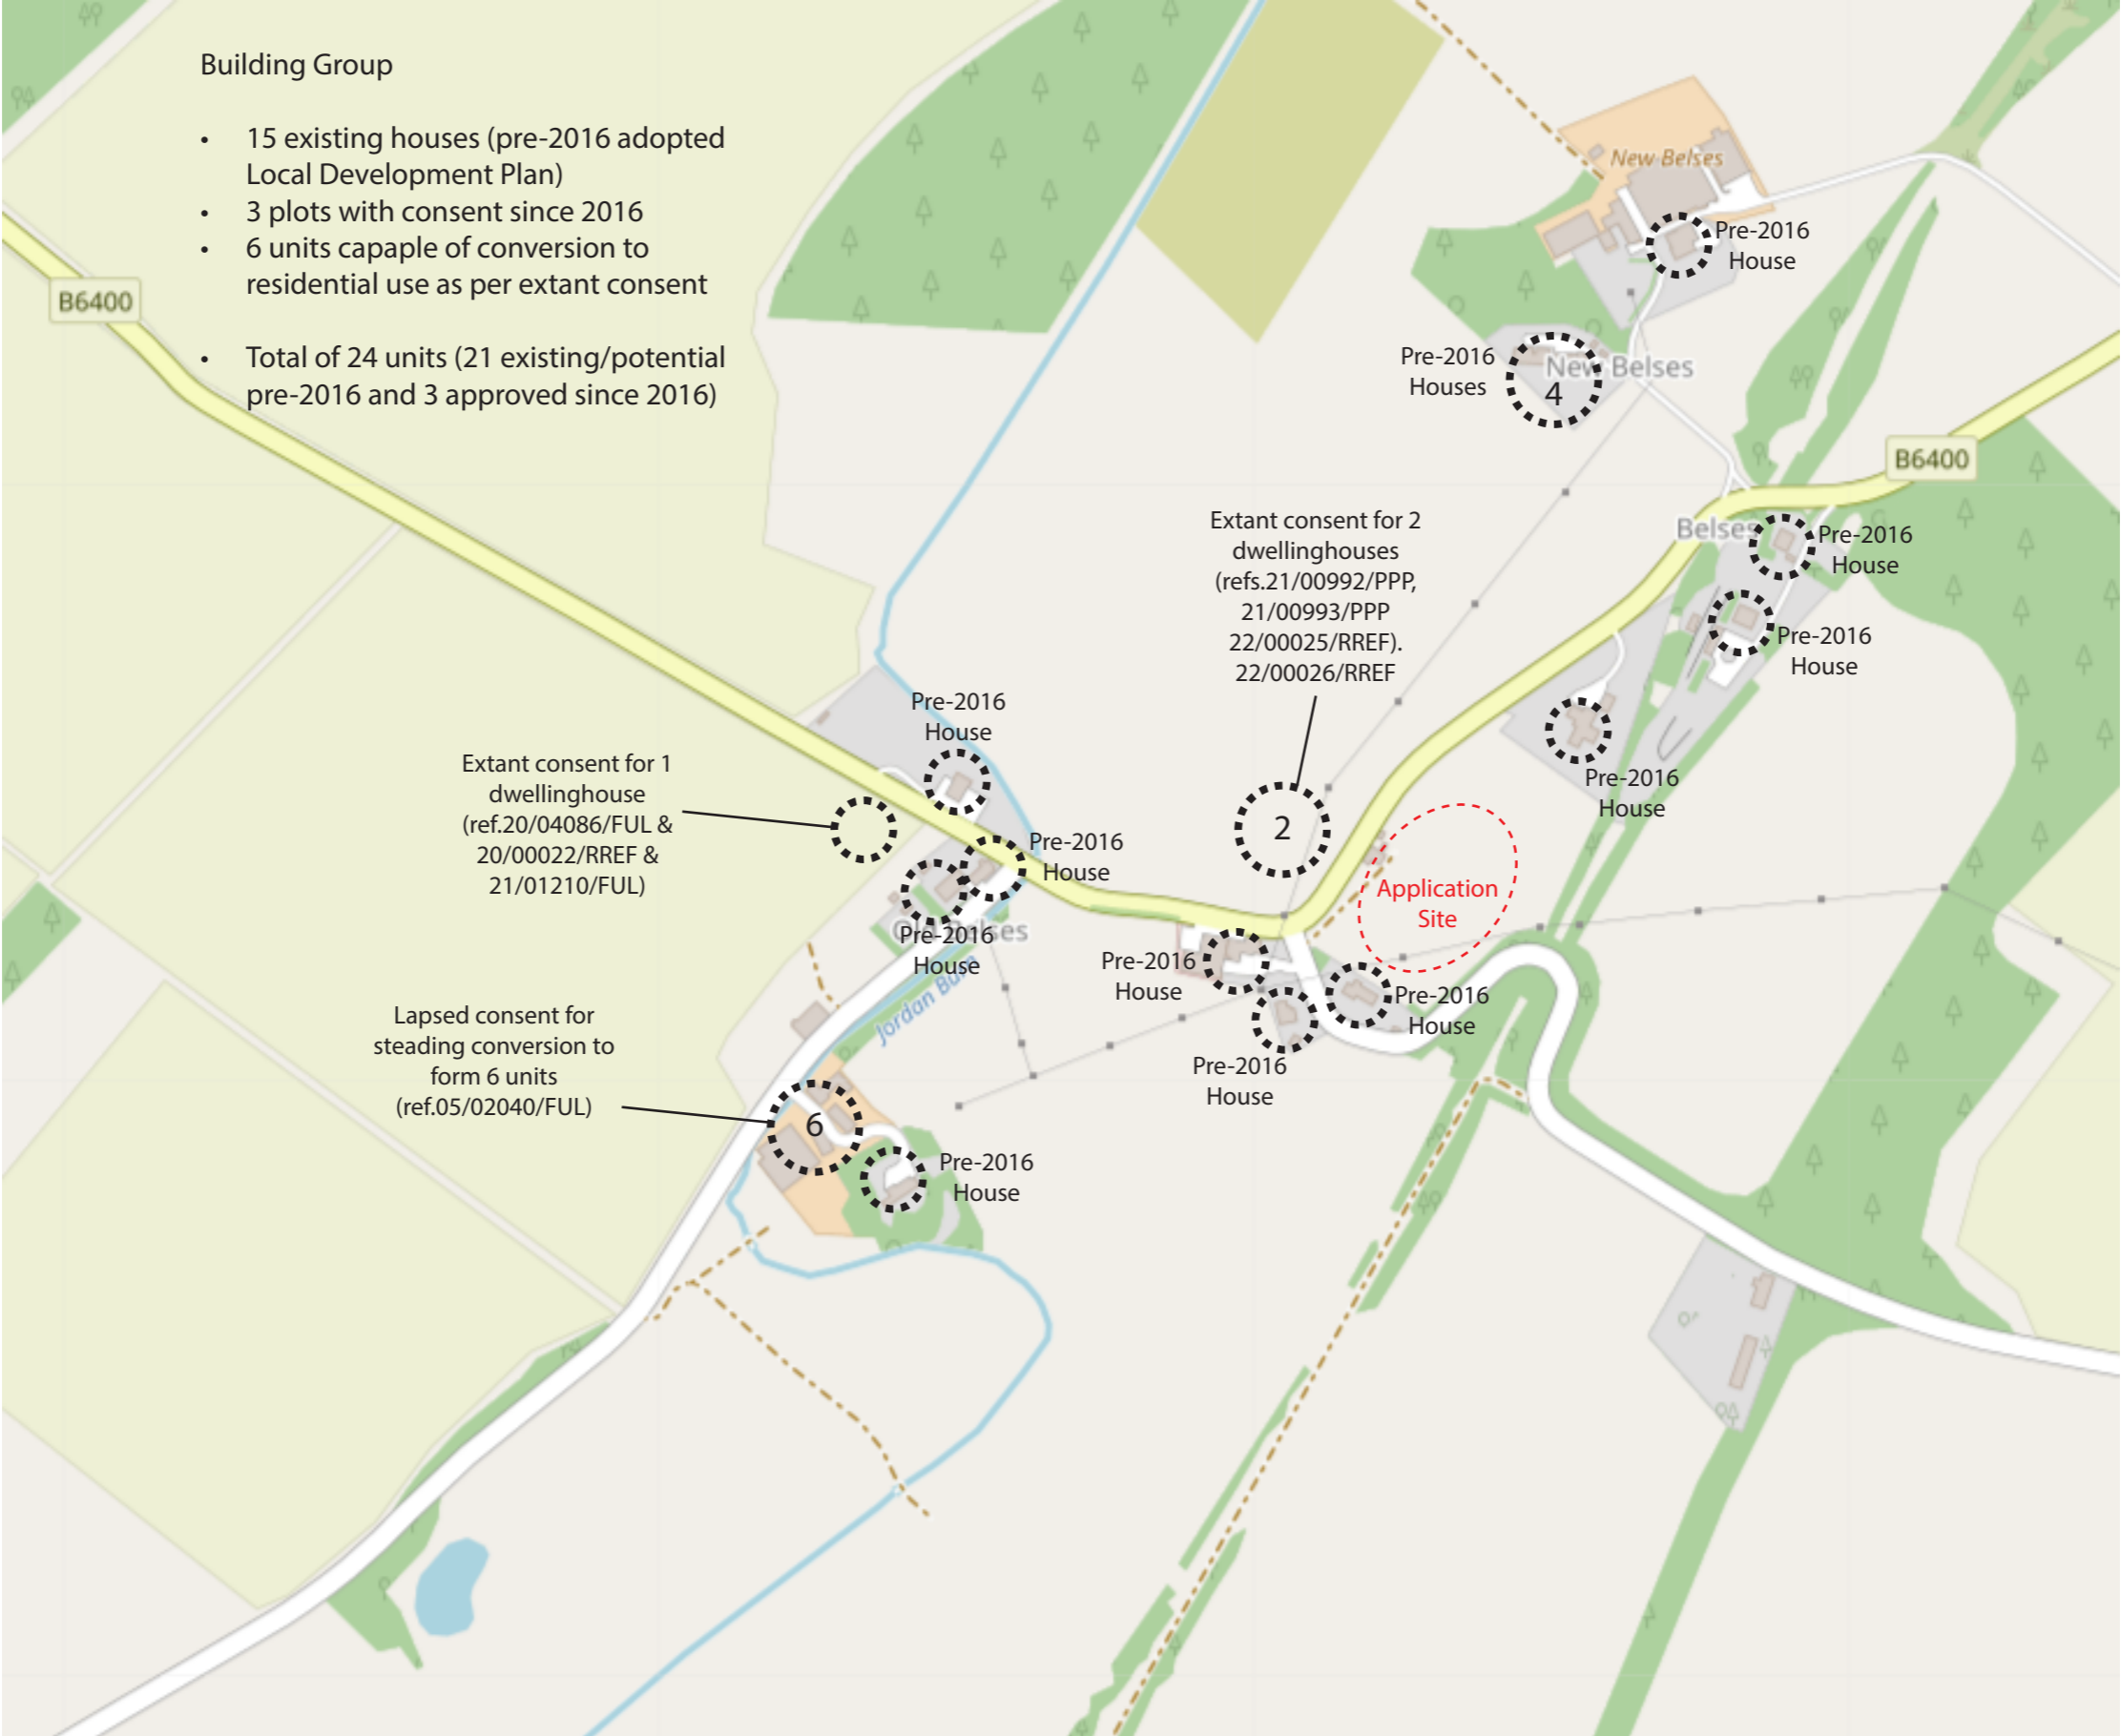 Building Group
• 15 existing houses (pre-2016 adopted
Local Development Plan)
• 3 plots with consent since 2016
• 6 units capaple of conversion to
residential use as per extant consent
• Total of 24 units (21 existing/potential
pre-2016 and 3 approved since 2016)
B6400
New Belses
Pre-2016
House
Pre-2016
Houses
New Belses
4
B6400
Belses
Pre-2016
House
Pre-2016
House
Pre-2016
House
Extant consent for 2
dwellinghouses
(refs.21/00992/PPP,
21/00993/PPP
22/00025/RREF).
22/00026/RREF
2
Application
Site
Pre-2016
House
Extant consent for 1
dwellinghouse
(ref.20/04086/FUL &
20/00022/RREF &
21/01210/FUL)
Pre-2016
House
Old Belses
Pre-2016
House
Jordan Burn
Pre-2016
House
Pre-2016
House
Pre-2016
House
Lapsed consent for
steading conversion to
form 6 units
(ref.05/02040/FUL)
6
Pre-2016
House